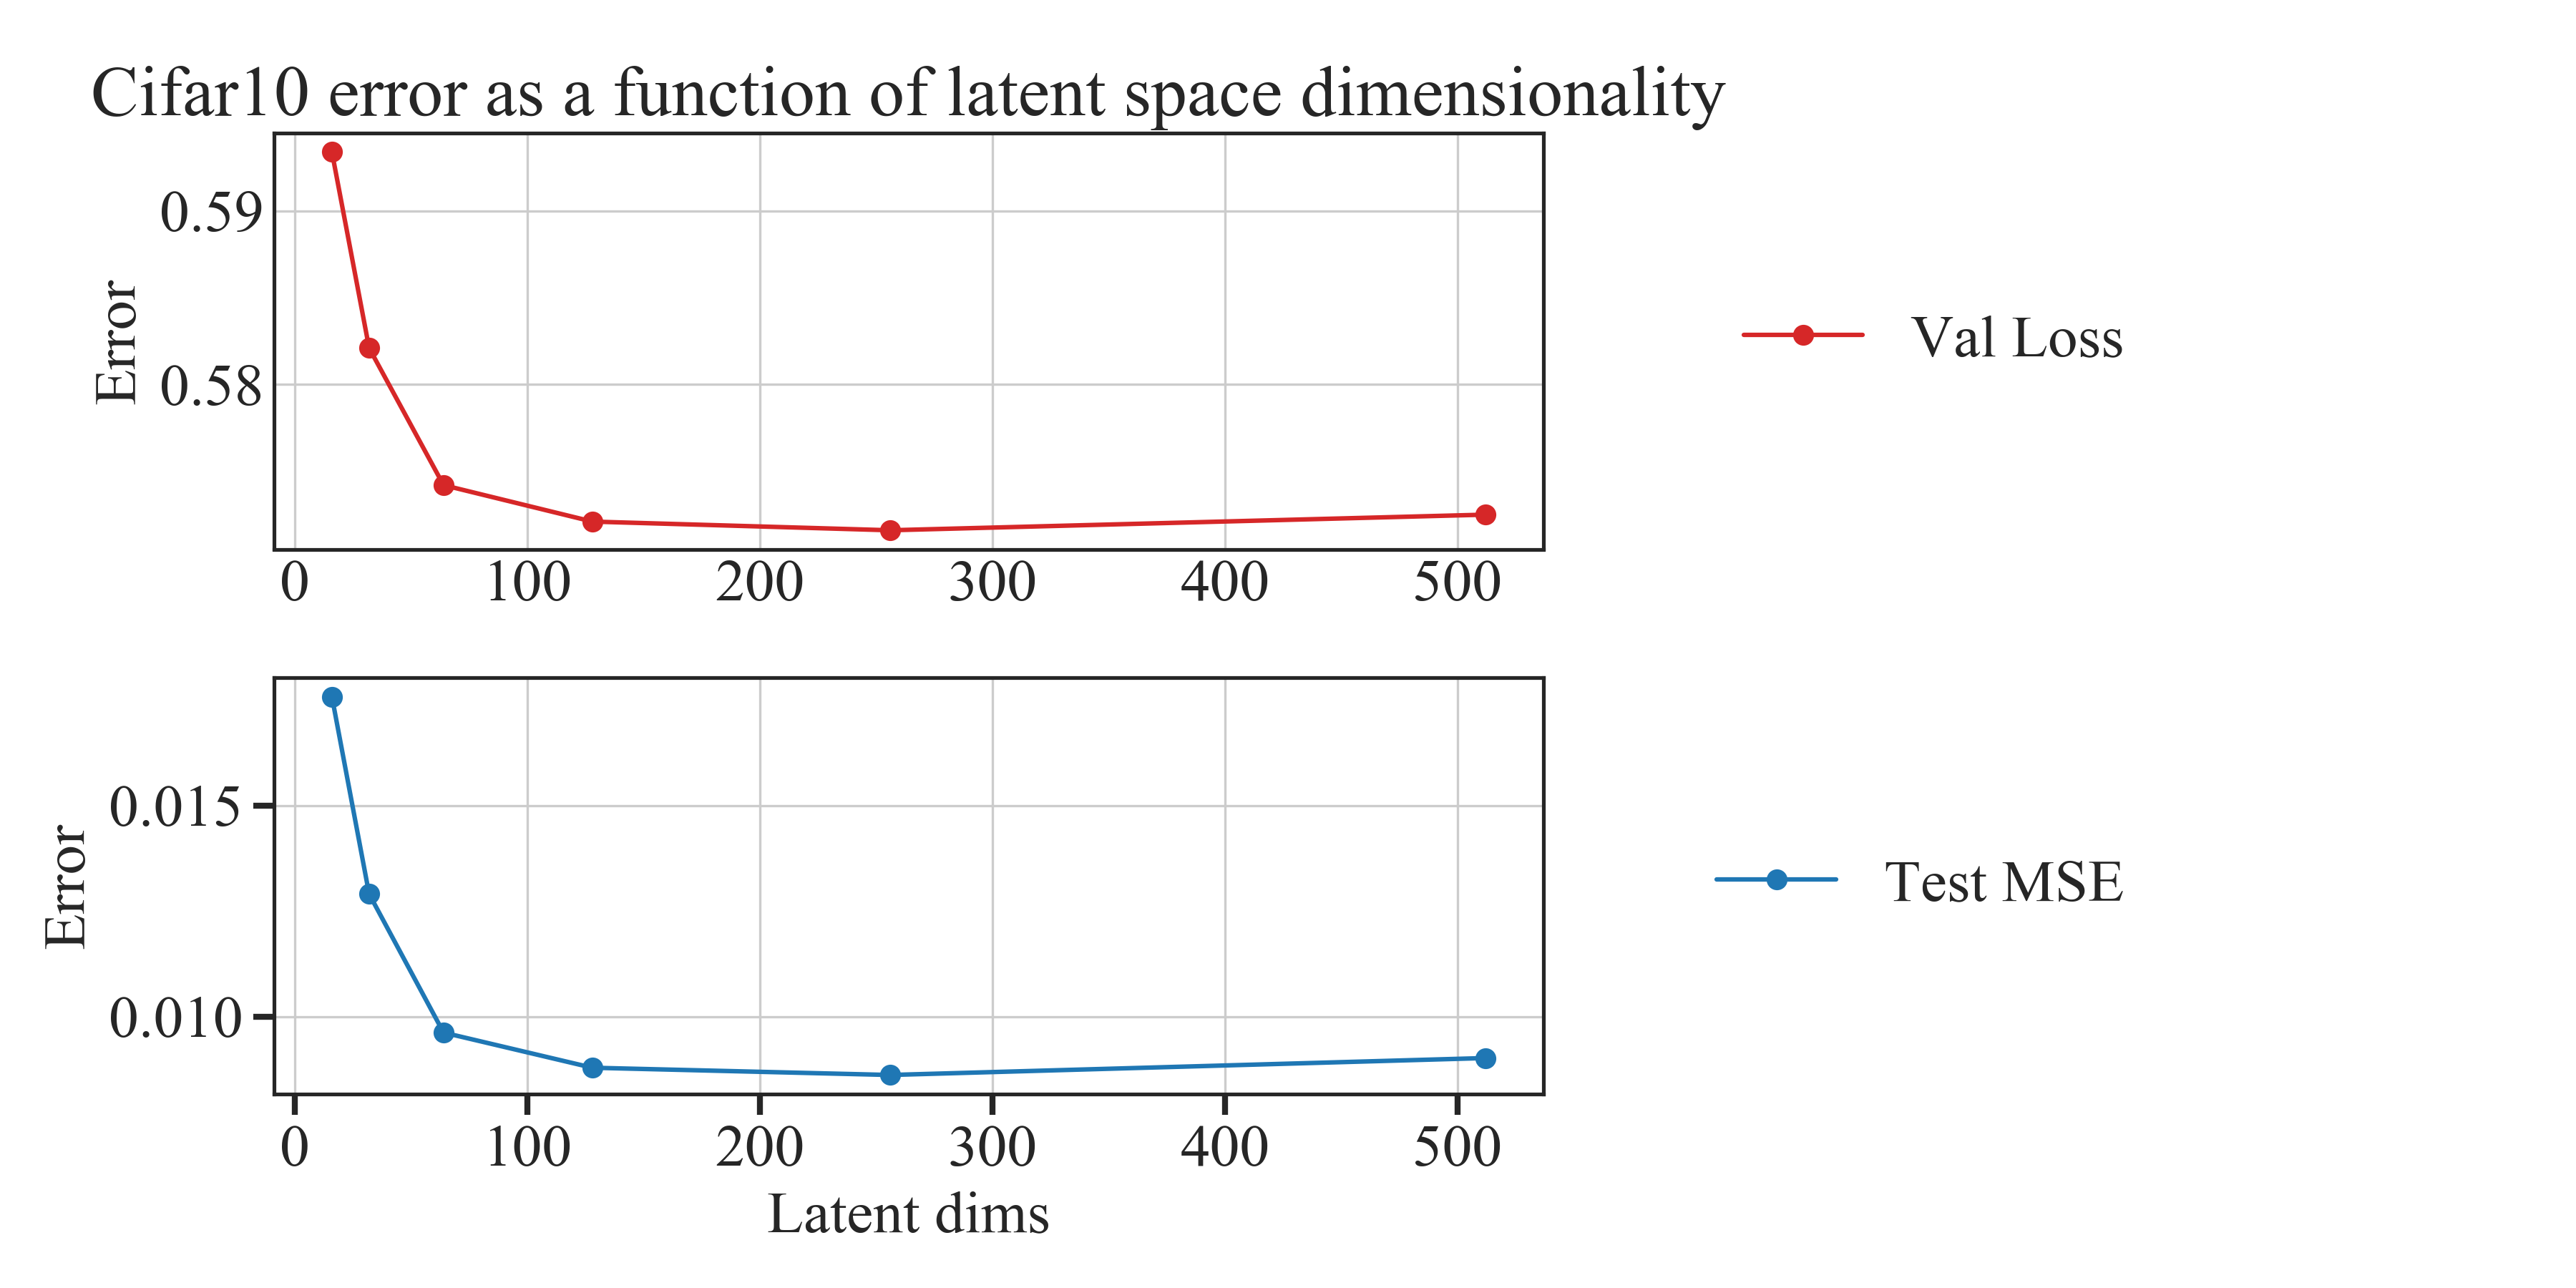 Cifar10 error as a function of latent space dimensionality
0.59
0.58
Error
0 100 200 300 400 500
Val Loss
0.015
0.010
Error
0 100 200 300 400 500
Latent dims
Test MSE